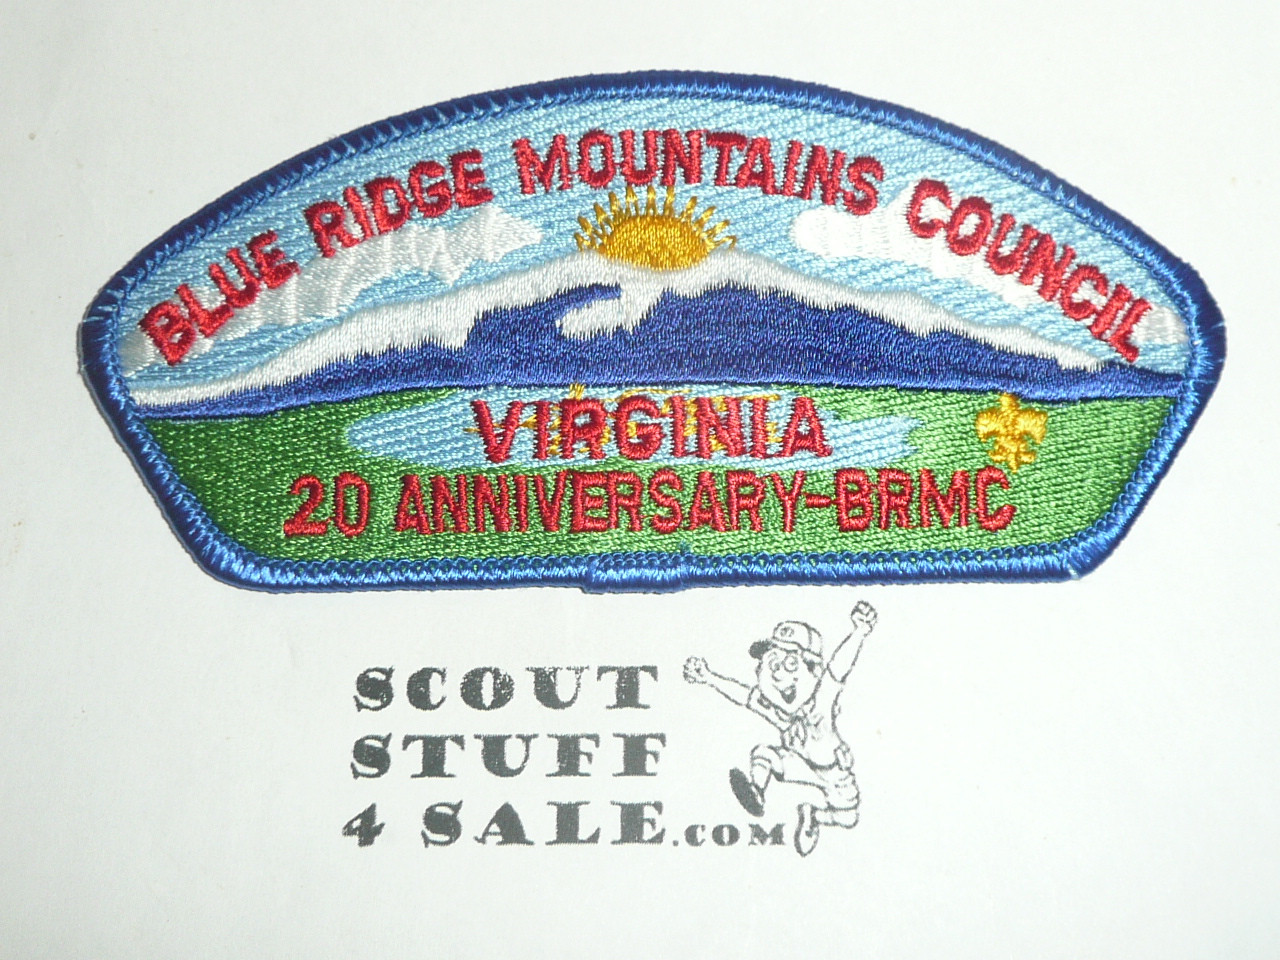 BLUE RIDGE MOUNTAINS COUNCIL
VIRGINIA
20 ANNIVERSARY-BRMC
SCOUT
STUFF
4 SALE.COM